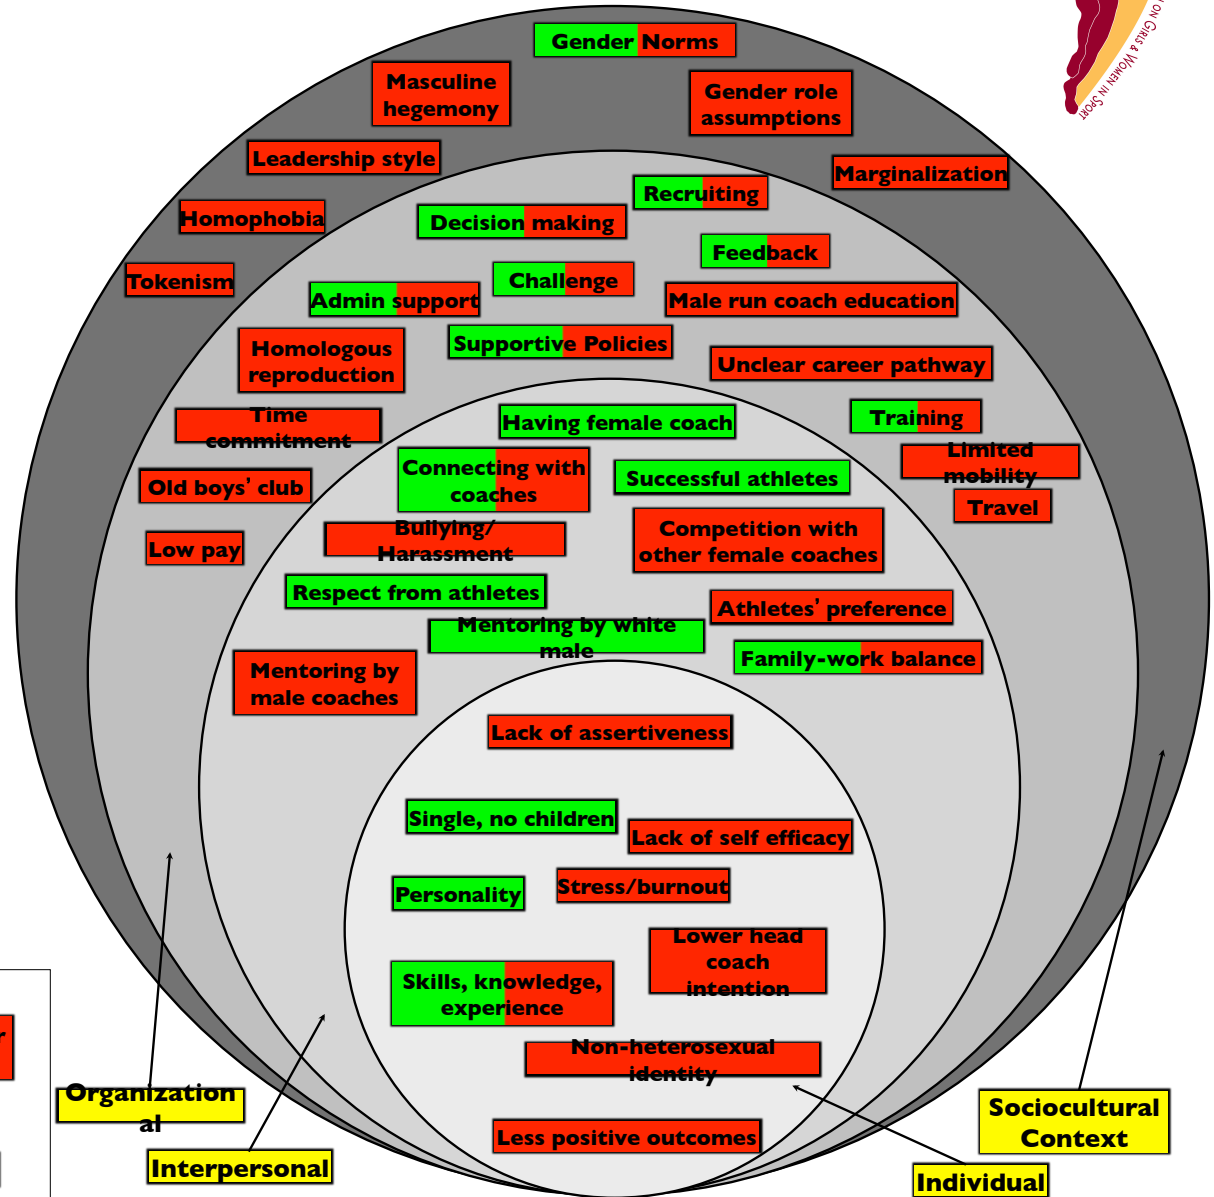 on Girls & Women in Sport
Gender Norms
Masculine
hegemony
Gender role
assumptions
Leadership style
Marginalization
Recruiting
Homophobia
Decision making
Feedback
Tokenism
Challenge
Admin support
Male run coach education
Supportive Policies
Homologous
reproduction
Unclear career pathway
Time
commitment
Having female coach
Training
Connecting with
coaches
Limited
mobility
Successful athletes
Old boys' club
Travel
Bullying/
Harassment
Competition with
other female coaches
Low pay
Respect from athletes
Athletes' preference
Mentoring by white
male
Family-work balance
Mentoring by
male coaches
Lack of assertiveness
Single, no children
Lack of self efficacy
Personality
Stress/burnout
Lower head
coach
intention
Skills, knowledge,
experience
Non-heterosexual
identity
Organization
al
Sociocultural
Context
Less positive outcomes
Interpersonal
Individual